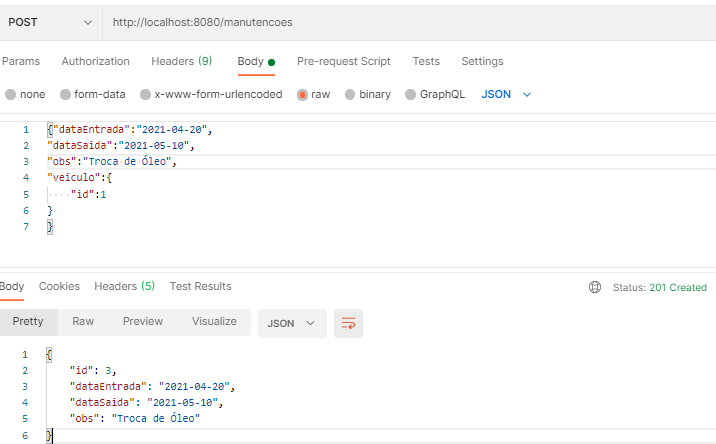 POST http://localhost:8080/manutencoes
Params Authorization Headers (9) Body Pre-request Script Tests Settings
none form-data x-www-form-urlencoded raw binary GraphQL JSON
1 {"dataEntrada":"2021-04-20",
2 "dataSaida":"2021-05-10",
3 "obs":"Troca de Óleo",
4 "veiculo":{
5 "id":1
6 }
7 }
Body Cookies Headers (5) Test Results Status: 201 Created
Pretty Raw Preview Visualize JSON
1 {
2 "id": 3,
3 "dataEntrada": "2021-04-20",
4 "dataSaida": "2021-05-10",
5 "obs": "Troca de Óleo"
6 }